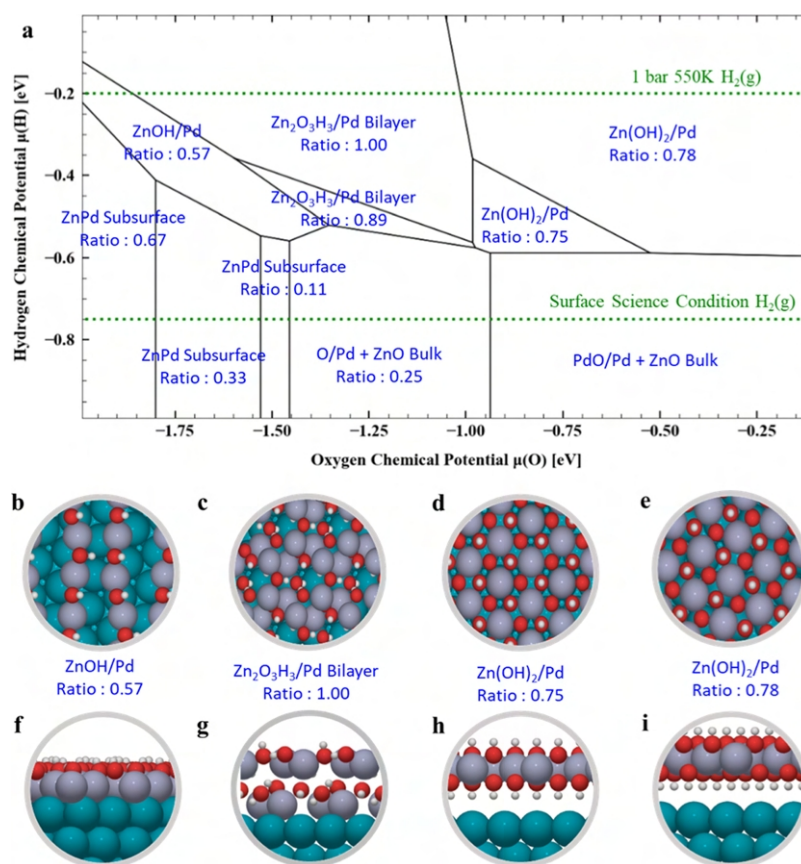 a
Hydrogen Chemical Potential μ(H) [eV]
−0.2
−0.4
−0.6
−0.8
1 bar 550K H₂(g)
ZnOH/Pd
Ratio : 0.57
Zn₂O₃H₃/Pd Bilayer
Ratio : 1.00
Zn(OH)₂/Pd
Ratio : 0.78
ZnPd Subsurface
Ratio : 0.67
Zn₂O₃H₃/Pd Bilayer
Ratio : 0.89
Zn(OH)₂/Pd
Ratio : 0.75
ZnPd Subsurface
Ratio : 0.11
Surface Science Condition H₂(g)
ZnPd Subsurface
Ratio : 0.33
O/Pd + ZnO Bulk
Ratio : 0.25
PdO/Pd + ZnO Bulk
−1.75
−1.50
−1.25
−1.00
−0.75
−0.50
−0.25
Oxygen Chemical Potential μ(O) [eV]
b
c
d
e
ZnOH/Pd
Ratio : 0.57
Zn₂O₃H₃/Pd Bilayer
Ratio : 1.00
Zn(OH)₂/Pd
Ratio : 0.75
Zn(OH)₂/Pd
Ratio : 0.78
f
g
h
i